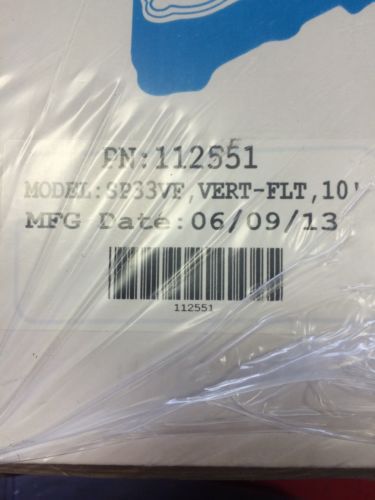 PN:112551
MODEL:SP33VF,VERT-FLT,10'
MFG Date:06/09/13
112551